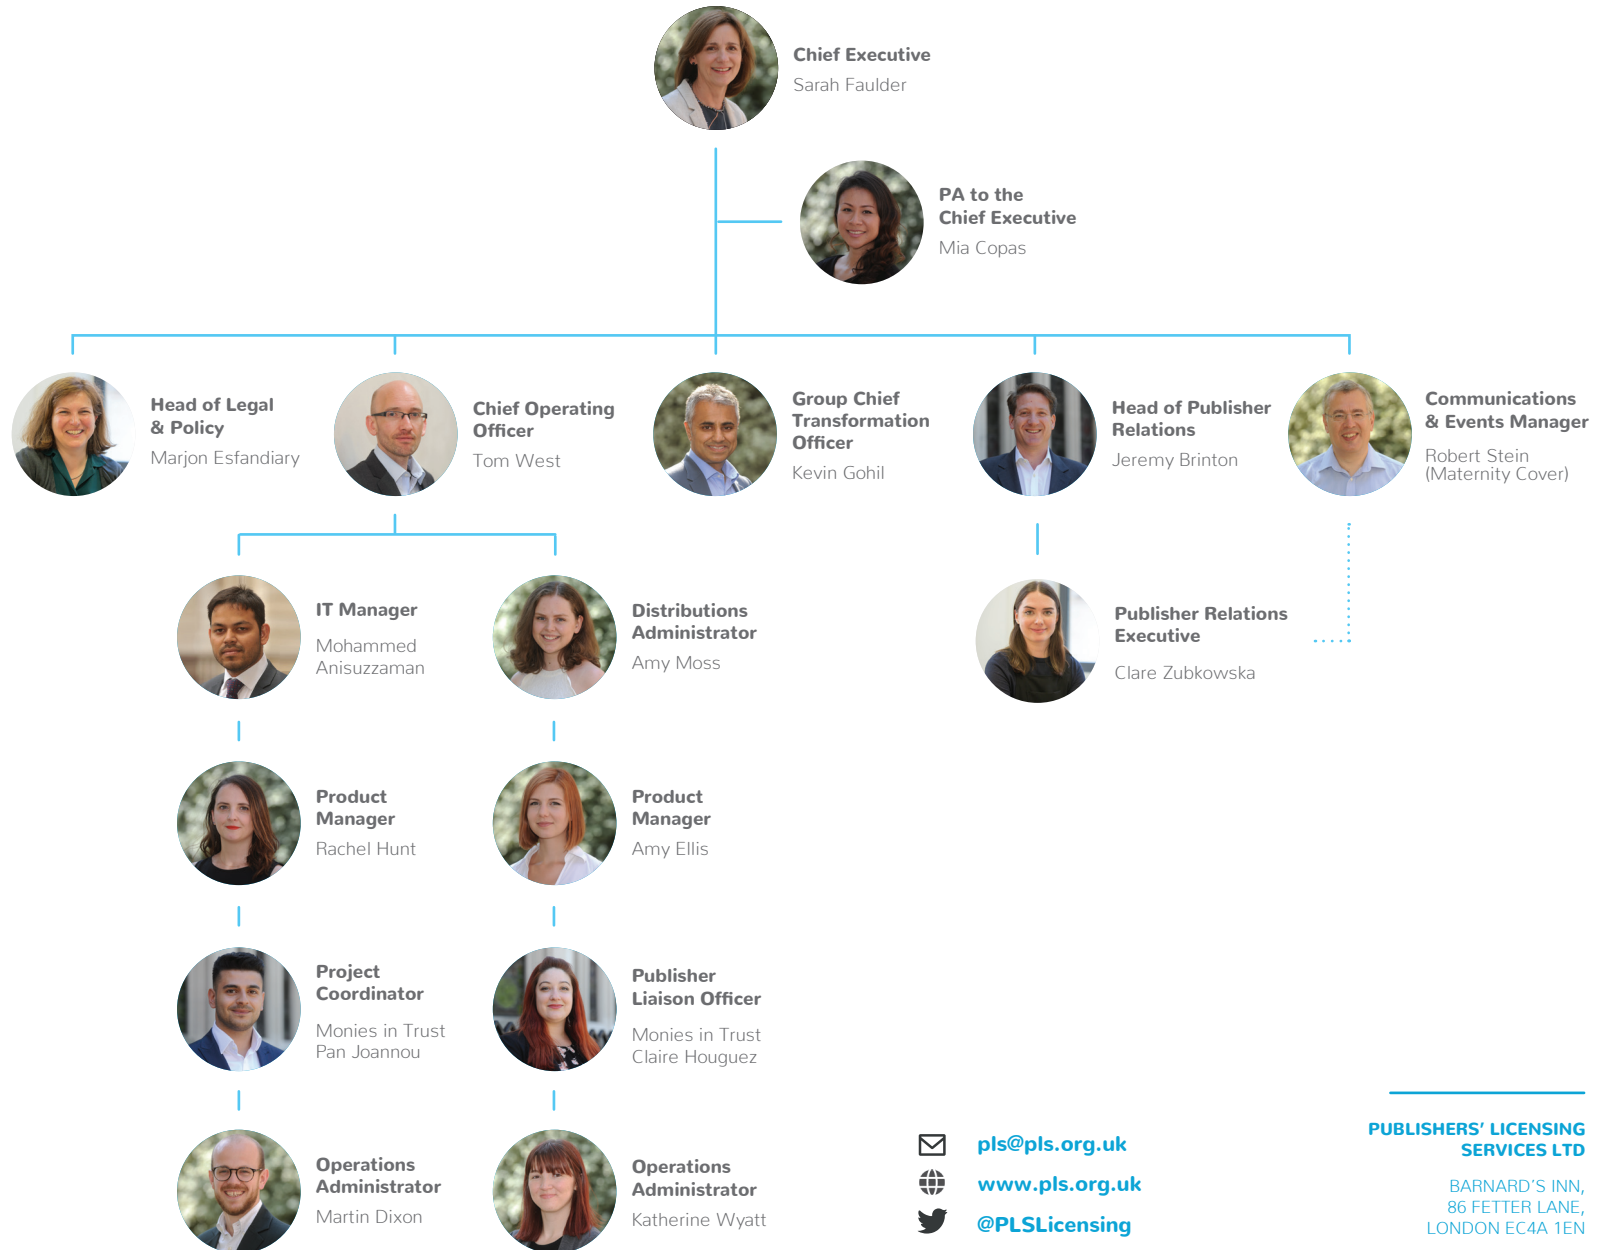 Chief Executive
Sarah Faulder
PA to the
Chief Executive
Mia Copas
Head of Legal
& Policy
Marjon Esfandiary
Chief Operating
Officer
Tom West
Group Chief
Transformation
Officer
Kevin Gohil
Head of Publisher
Relations
Jeremy Brinton
Communications
& Events Manager
Robert Stein
(Maternity Cover)
IT Manager
Mohammed
Anisuzzaman
Distributions
Administrator
Amy Moss
Publisher Relations
Executive
Clare Zubkowska
Product
Manager
Rachel Hunt
Product
Manager
Amy Ellis
Project
Coordinator
Monies in Trust
Pan Joannou
Publisher
Liaison Officer
Monies in Trust
Claire Houguez
Operations
Administrator
Martin Dixon
Operations
Administrator
Katherine Wyatt
pls@pls.org.uk
www.pls.org.uk
@PLSLicensing
PUBLISHERS' LICENSING
SERVICES LTD
BARNARD'S INN,
86 FETTER LANE,
LONDON EC4A 1EN